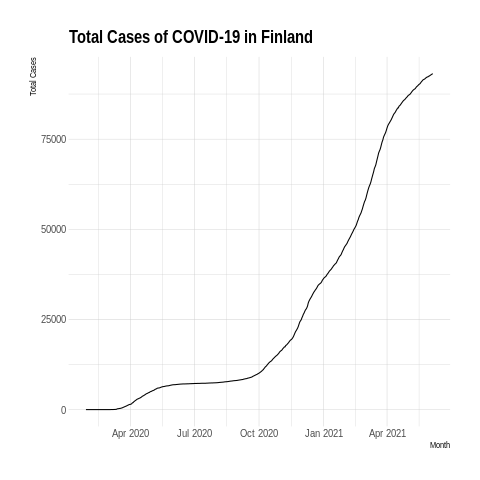 Total Cases of COVID-19 in Finland
Total Cases
75000
50000
25000
0
Apr 2020 Jul 2020 Oct 2020 Jan 2021 Apr 2021
Month